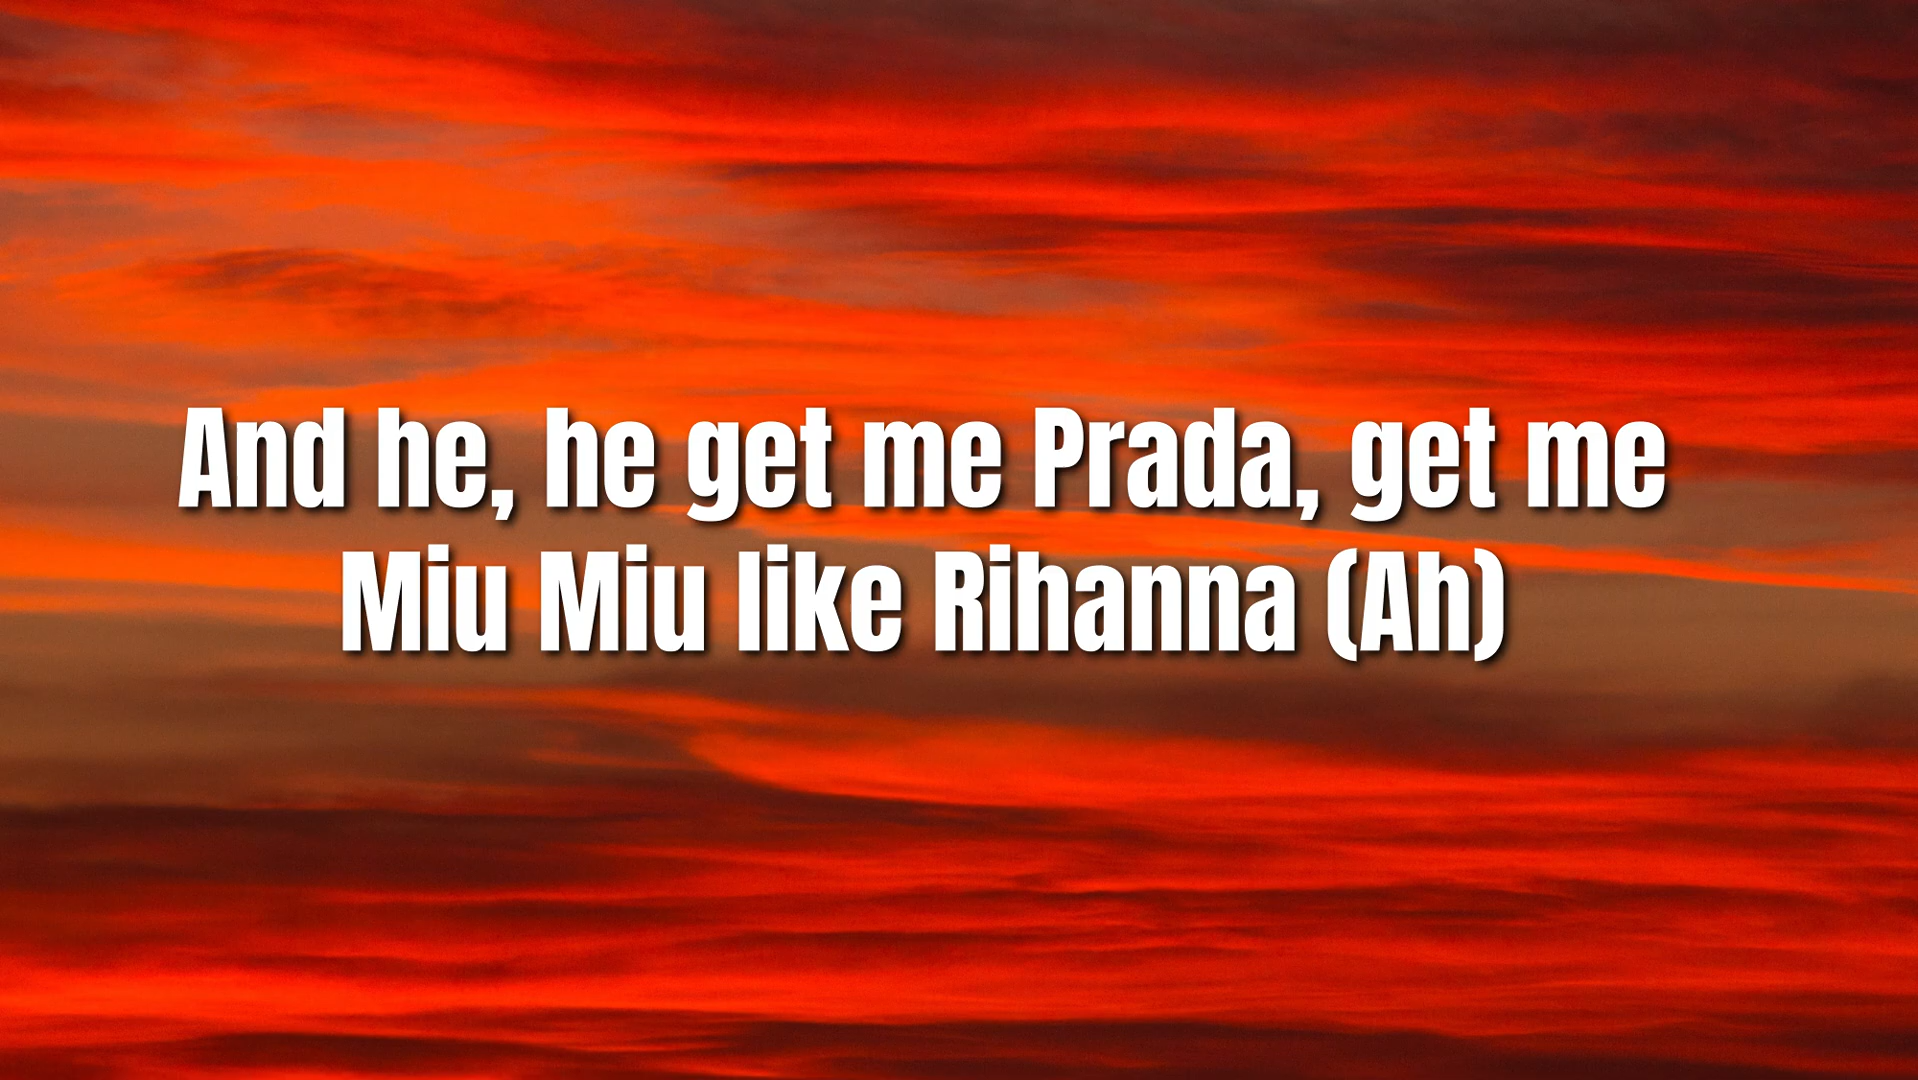 And he, he get me Prada, get me
Miu Miu like Rihanna (Ah)